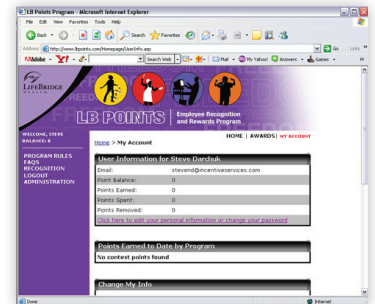 LB Points Program - Microsoft Internet Explorer
File Edit View Favorites Tools Help
Back Search Favorites
Address http://www.lbpoints.com/Homepage/UserInfo.asp Go Links
Adobe Y! Search Web Mail My Yahoo! Answers Games
LIFEBRIDGE
HEALTH
LB POINTS Employee Recognition
and Rewards Program
WELCOME, STEVE
BALANCE: 0
HOME | AWARDS | MY ACCOUNT
Home > My Account
PROGRAM RULES
FAQS
RECOGNITION
LOGOUT
ADMINISTRATION
User Information for Steve Darchuk
Email: stevend@incentiveservices.com
Point Balance: 0
Points Earned: 0
Points Spent: 0
Points Removed: 0
Click here to edit your personal information or change your password
Points Earned to Date by Program
No contest points found
Change My Info
Done Internet